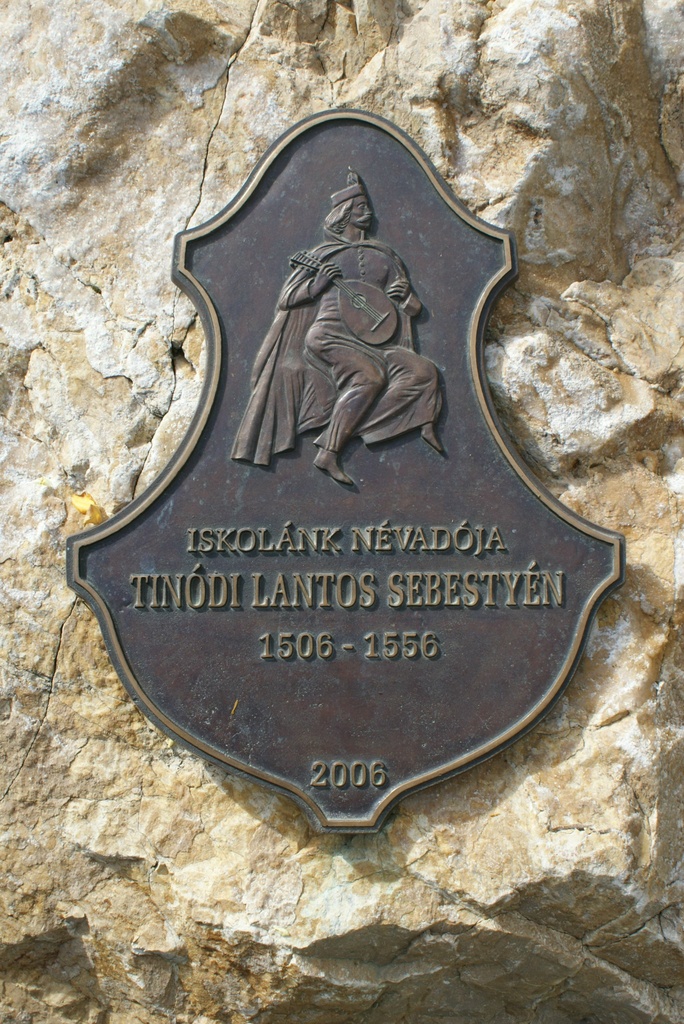 ISKOLÁNK NÉVADÓJA
TINÓDI LANTOS SEBESTYÉN
1506 - 1556
2006